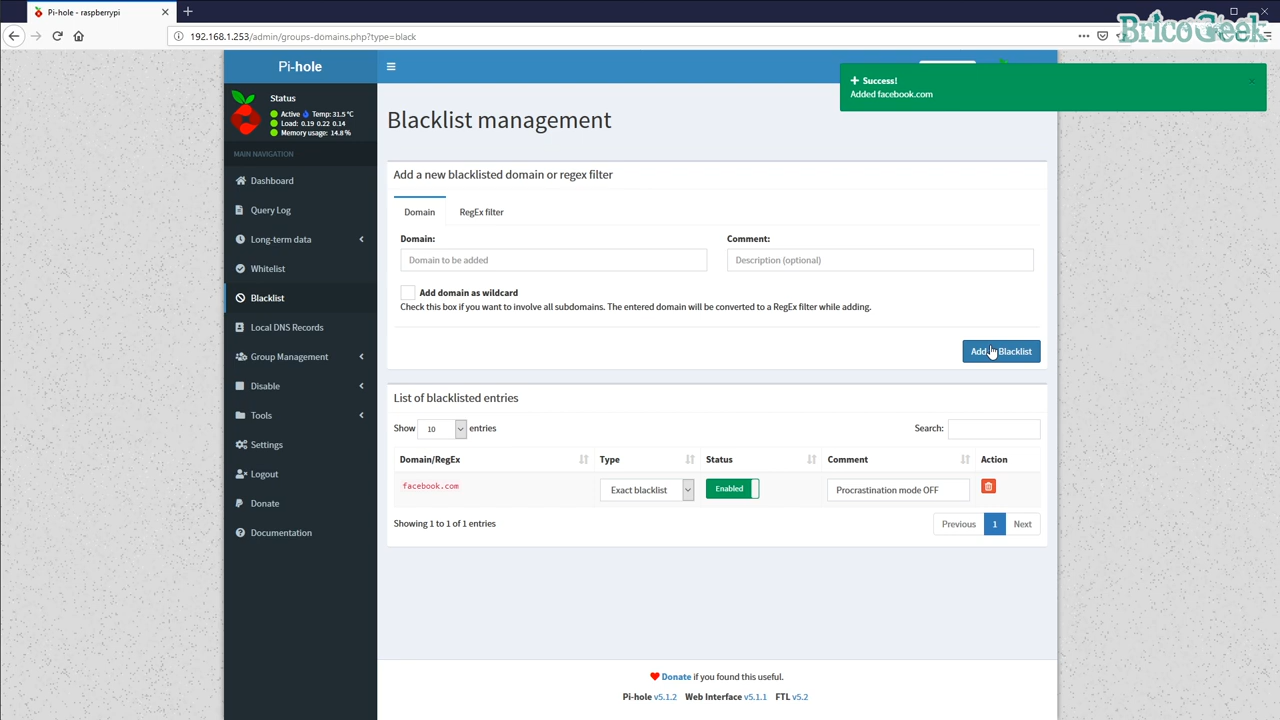 Pi-hole - raspberrypi
192.168.1.253/admin/groups-domains.php?type=black
BricoGeek
Pi-hole
Success!
Added facebook.com
Status
Active Temp: 31.5 °C
Load: 0.19 0.22 0.14
Memory usage: 14.8 %
MAIN NAVIGATION
Dashboard
Query Log
Long-term data
Whitelist
Blacklist
Local DNS Records
Group Management
Disable
Tools
Settings
Logout
Donate
Documentation
Blacklist management
Add a new blacklisted domain or regex filter
Domain RegEx filter
Domain: Comment:
Domain to be added Description (optional)
Add domain as wildcard
Check this box if you want to involve all subdomains. The entered domain will be converted to a RegEx filter while adding.
Add Blacklist
List of blacklisted entries
Show 10 entries Search:
Domain/RegEx Type Status Comment Action
facebook.com Exact blacklist Enabled Procrastination mode OFF
Showing 1 to 1 of 1 entries Previous 1 Next
Donate if you found this useful.
Pi-hole v5.1.2 Web Interface v5.1.1 FTL v5.2